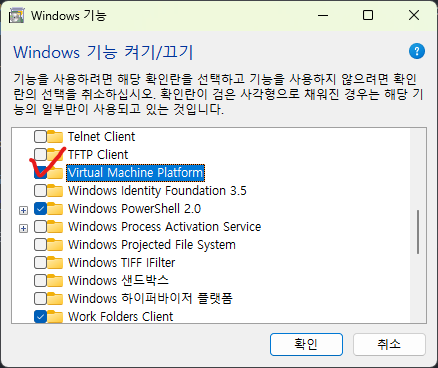 Windows 기능
Windows 기능 켜기/끄기
기능을 사용하려면 해당 확인란을 선택하고 기능을 사용하지 않으려면 확인
란의 선택을 취소하십시오. 확인란이 검은 사각형으로 채워진 경우는 해당 기
능의 일부만이 사용되고 있는 것입니다.
Telnet Client
TFTP Client
Virtual Machine Platform
Windows Identity Foundation 3.5
Windows PowerShell 2.0
Windows Process Activation Service
Windows Projected File System
Windows TIFF IFilter
Windows 샌드박스
Windows 하이퍼바이저 플랫폼
Work Folders Client
확인
취소